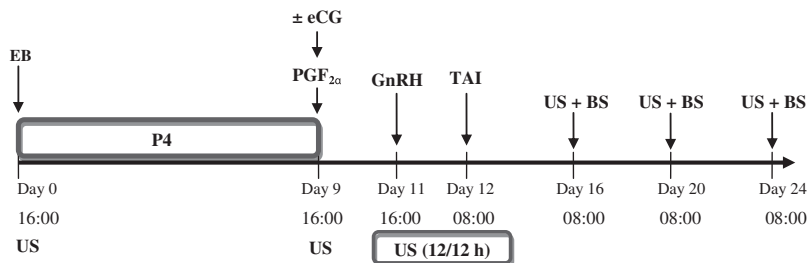 ± eCG
EB
PGF2α
GnRH
TAI
US + BS
US + BS
US + BS
P4
Day 0
Day 9
Day 11
Day 12
Day 16
Day 20
Day 24
16:00
16:00
16:00
08:00
08:00
08:00
08:00
US
US
US (12/12 h)